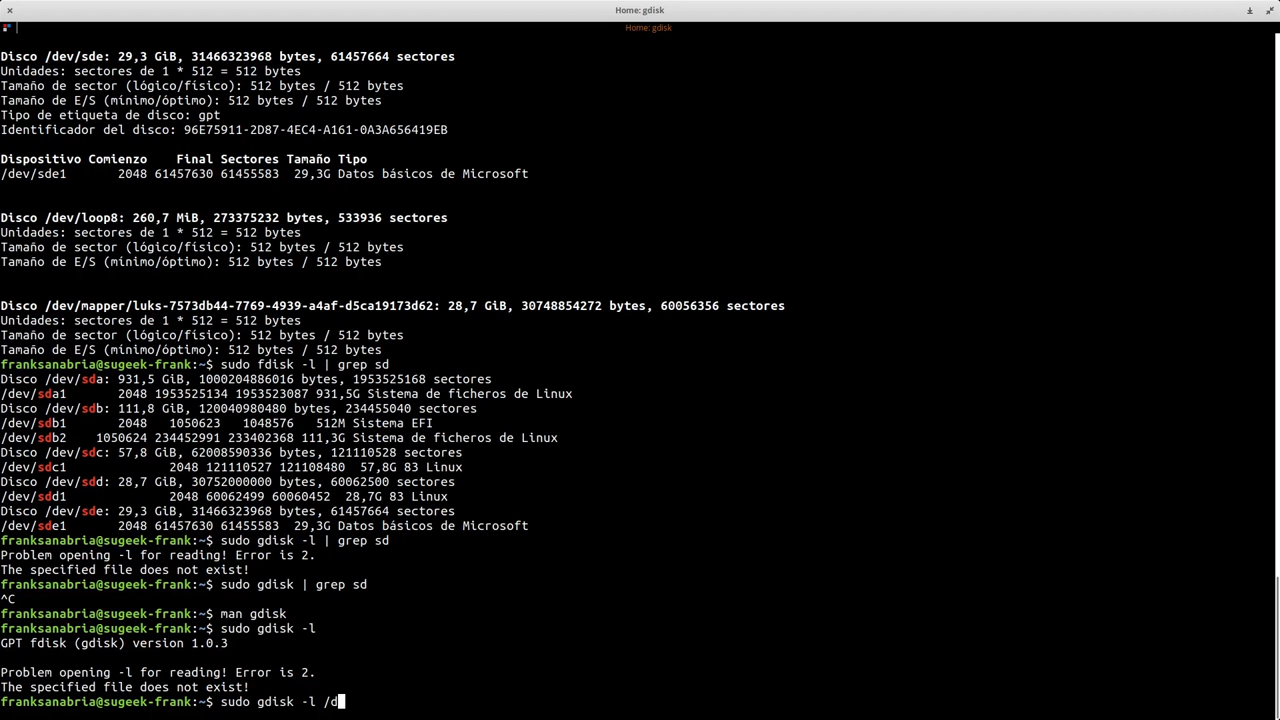 Home: gdisk
Home: gdisk
Disco /dev/sde: 29,3 GiB, 31466323968 bytes, 61457664 sectores
Unidades: sectores de 1 * 512 = 512 bytes
Tamaño de sector (lógico/físico): 512 bytes / 512 bytes
Tamaño de E/S (mínimo/óptimo): 512 bytes / 512 bytes
Tipo de etiqueta de disco: gpt
Identificador del disco: 96E75911-2D87-4EC4-A161-0A3A656419EB
Dispositivo Comienzo    Final Sectores Tamaño Tipo
/dev/sde1       2048 61457630 61455583  29,3G Datos básicos de Microsoft
Disco /dev/loop8: 260,7 MiB, 273375232 bytes, 533936 sectores
Unidades: sectores de 1 * 512 = 512 bytes
Tamaño de sector (lógico/físico): 512 bytes / 512 bytes
Tamaño de E/S (mínimo/óptimo): 512 bytes / 512 bytes
Disco /dev/mapper/luks-7573db44-7769-4939-a4af-d5ca19173d62: 28,7 GiB, 30748854272 bytes, 60056356 sectores
Unidades: sectores de 1 * 512 = 512 bytes
Tamaño de sector (lógico/físico): 512 bytes / 512 bytes
Tamaño de E/S (mínimo/óptimo): 512 bytes / 512 bytes
franksanabria@sugeek-frank:~$ sudo fdisk -l | grep sd
Disco /dev/sda: 931,5 GiB, 1000204886016 bytes, 1953525168 sectores
/dev/sda1       2048 1953525134 1953523087 931,5G Sistema de ficheros de Linux
Disco /dev/sdb: 111,8 GiB, 120040980480 bytes, 234455040 sectores
/dev/sdb1       2048   1050623   1048576   512M Sistema EFI
/dev/sdb2    1050624 234452991 233402368 111,3G Sistema de ficheros de Linux
Disco /dev/sdc: 57,8 GiB, 62008590336 bytes, 121110528 sectores
/dev/sdc1              2048 121110527 121108480  57,8G 83 Linux
Disco /dev/sdd: 28,7 GiB, 30752000000 bytes, 60062500 sectores
/dev/sdd1              2048 60062499 60060452  28,7G 83 Linux
Disco /dev/sde: 29,3 GiB, 31466323968 bytes, 61457664 sectores
/dev/sde1       2048 61457630 61455583  29,3G Datos básicos de Microsoft
franksanabria@sugeek-frank:~$ sudo gdisk -l | grep sd
Problem opening -l for reading! Error is 2.
The specified file does not exist!
franksanabria@sugeek-frank:~$ sudo gdisk | grep sd
^C
franksanabria@sugeek-frank:~$ man gdisk
franksanabria@sugeek-frank:~$ sudo gdisk -l
GPT fdisk (gdisk) version 1.0.3
Problem opening -l for reading! Error is 2.
The specified file does not exist!
franksanabria@sugeek-frank:~$ sudo gdisk -l /d